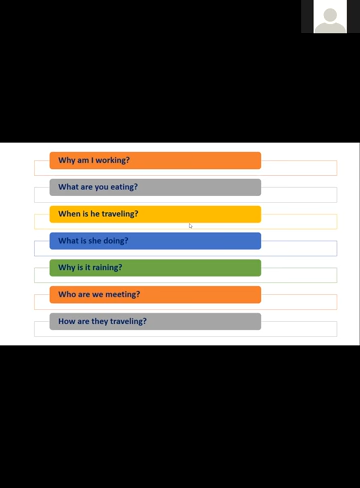 Why am I working?
What are you eating?
When is he traveling?
What is she doing?
Why is it raining?
Who are we meeting?
How are they traveling?